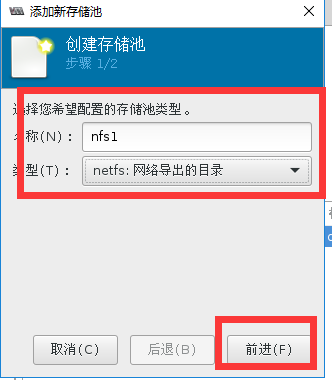 添加新存储池
创建存储池
步骤 1/2
选择您希望配置的存储池类型。
名称(N)： nfs1
类型(T)： netfs: 网络导出的目录
取消(C) 后退(B) 前进(F)